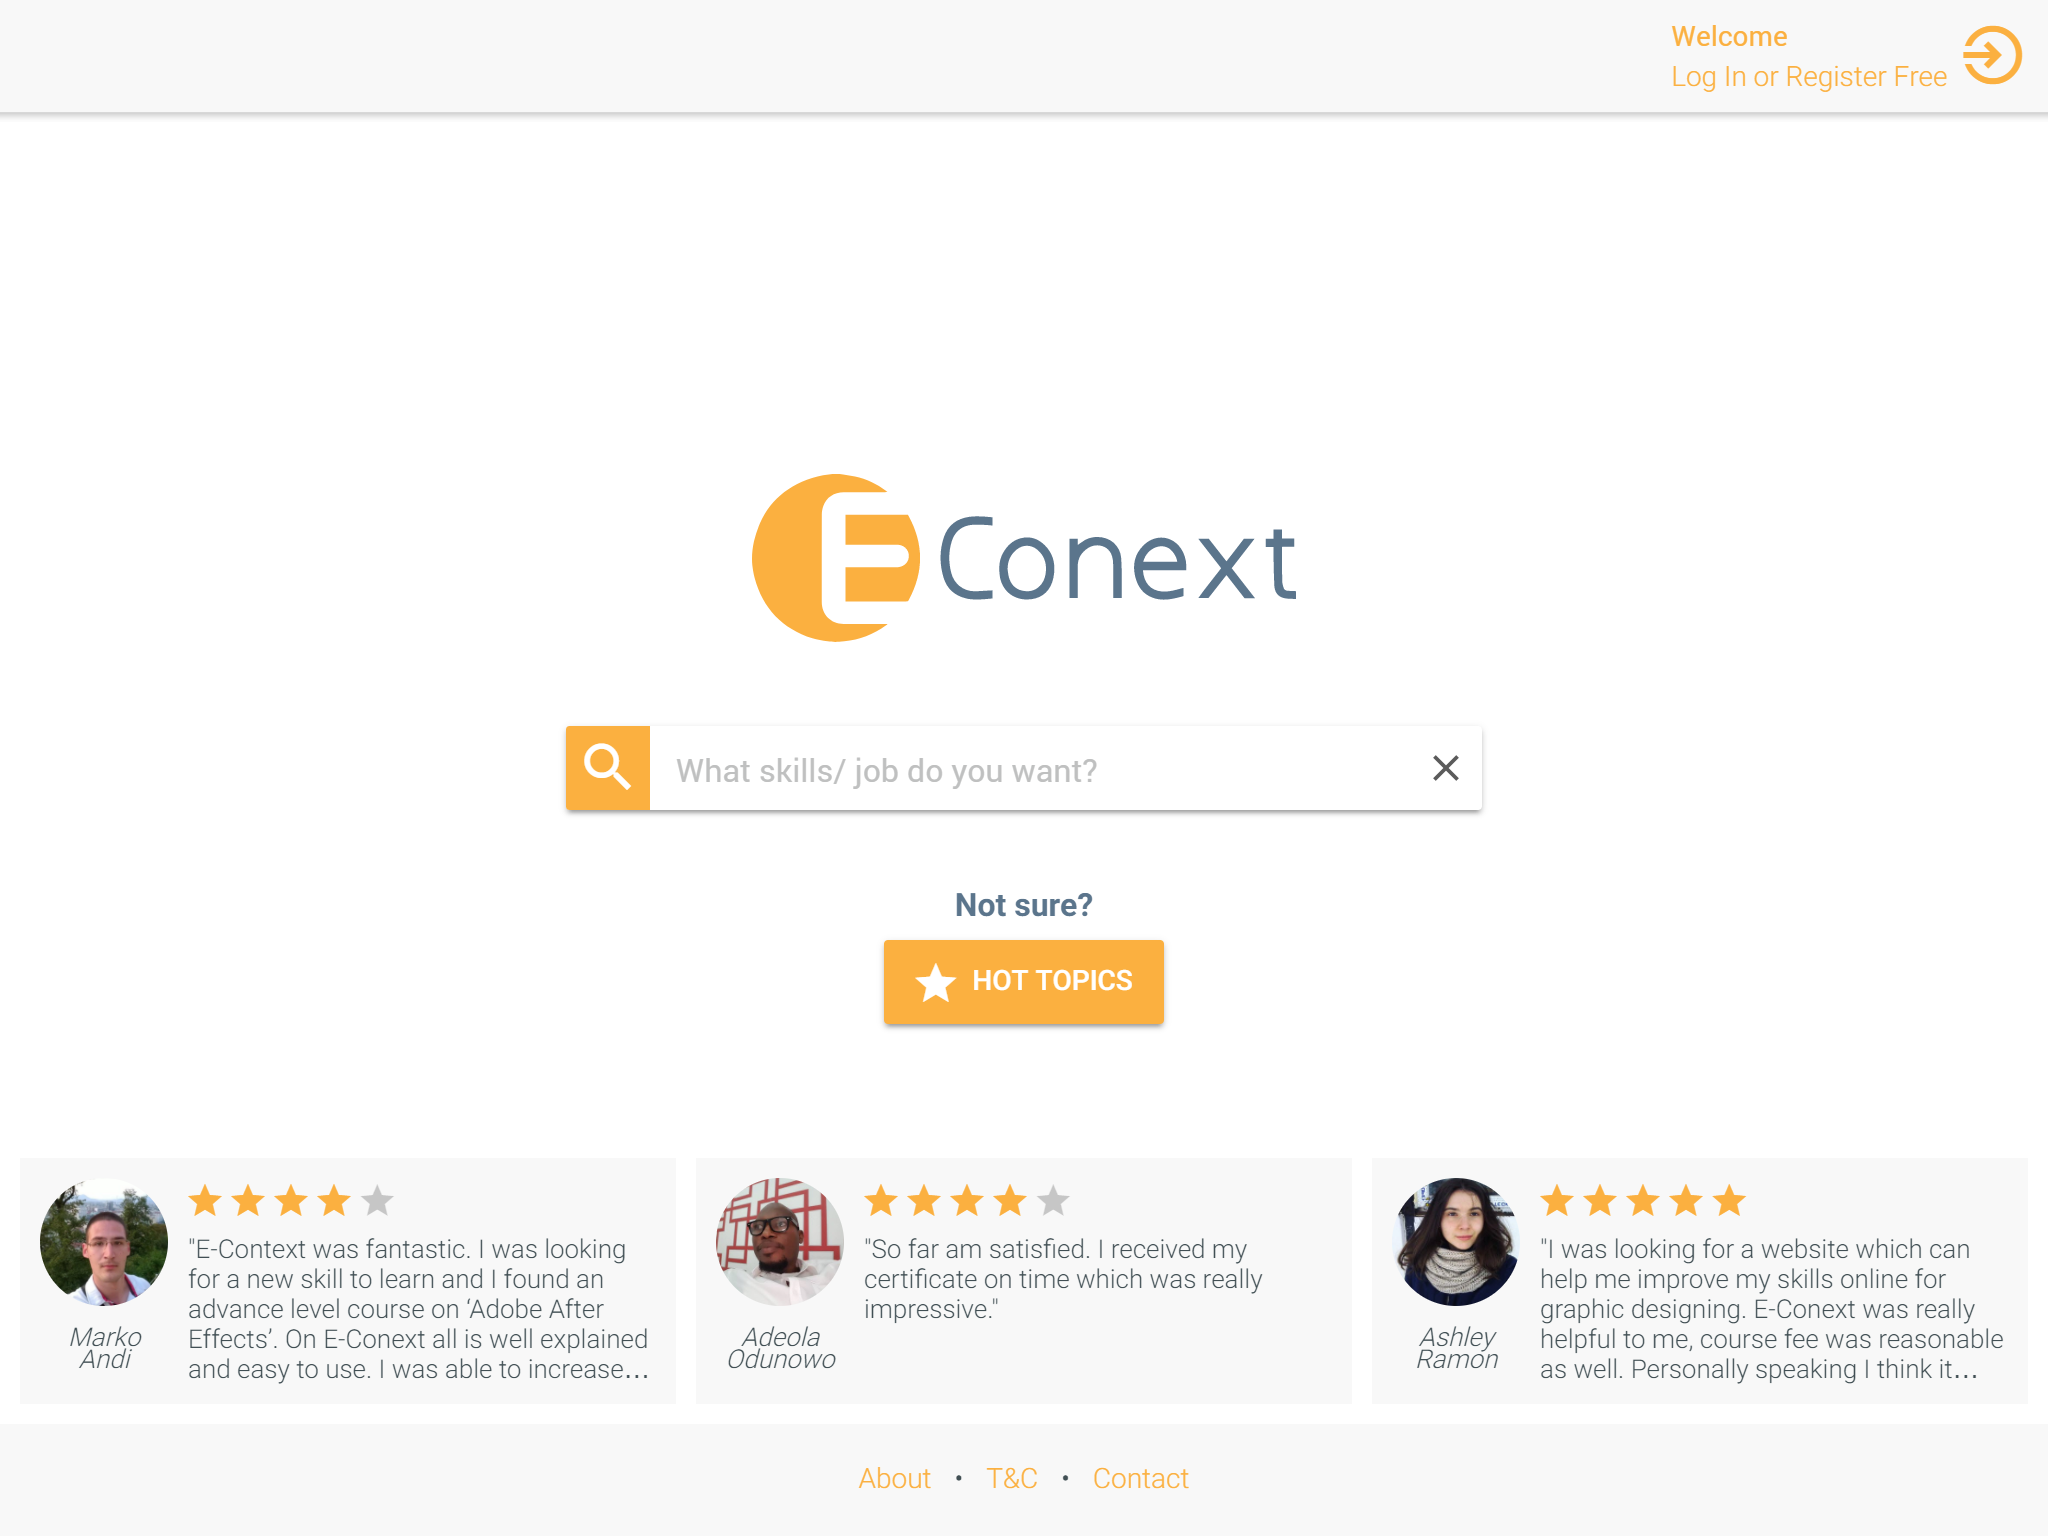 Welcome
Log In or Register Free
E Conext
What skills/ job do you want?
Not sure?
HOT TOPICS
"E-Context was fantastic. I was looking
for a new skill to learn and I found an
advance level course on ‘Adobe After
Effects’. On E-Conext all is well explained
and easy to use. I was able to increase...
Marko
Andi
"So far am satisfied. I received my
certificate on time which was really
impressive."
Adeola
Odunowo
"I was looking for a website which can
help me improve my skills online for
graphic designing. E-Conext was really
helpful to me, course fee was reasonable
as well. Personally speaking I think it...
Ashley
Ramon
About • T&C • Contact